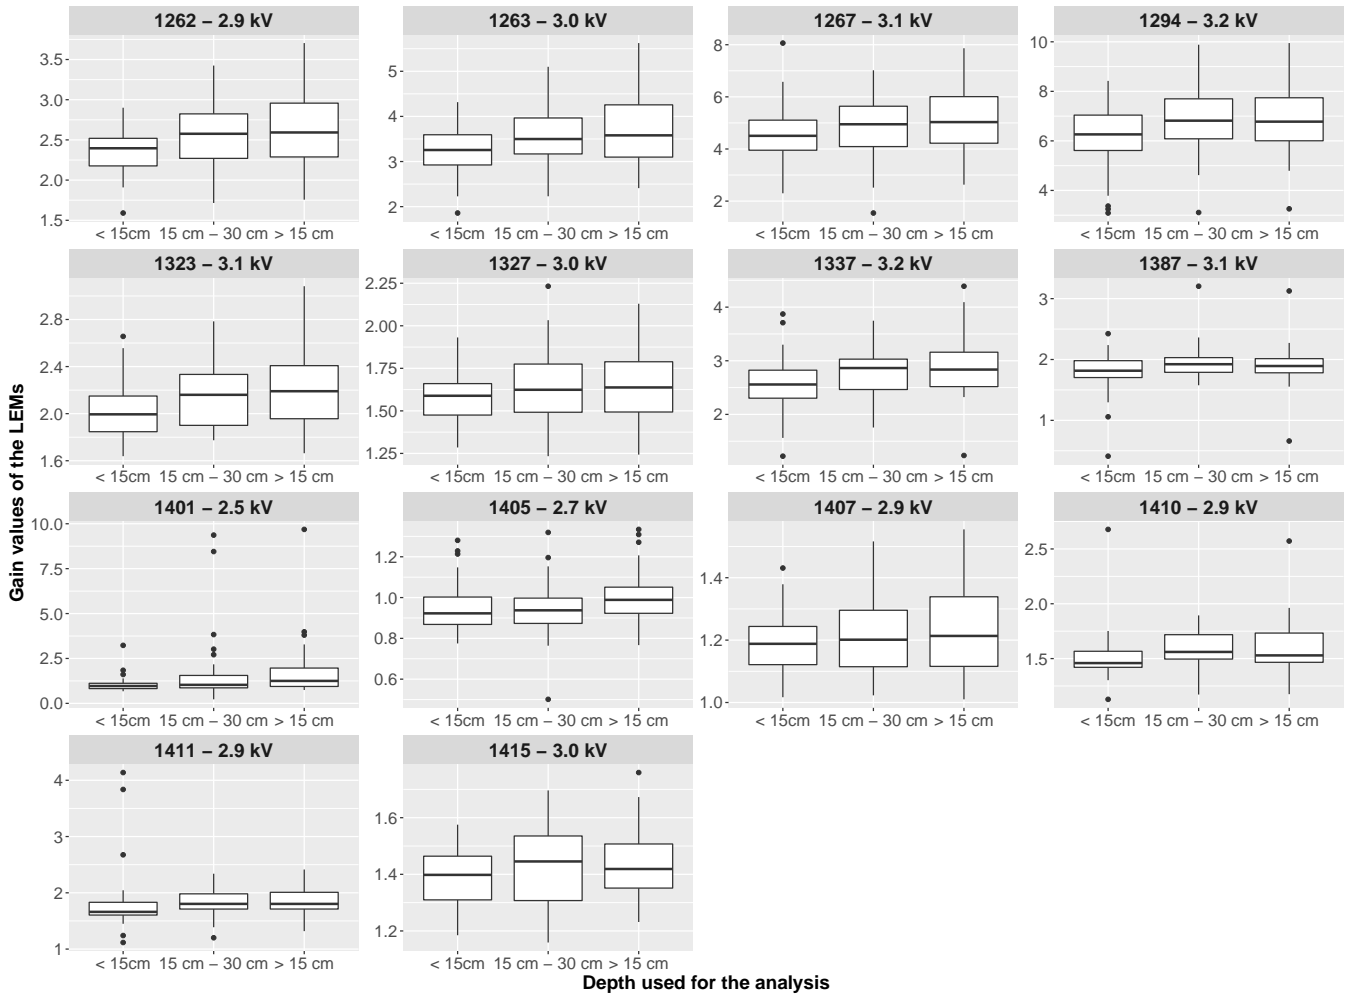 1262 – 2.9 kV
1263 – 3.0 kV
1267 – 3.1 kV
1294 – 3.2 kV
3.5
3.0
2.5
2.0
1.5
5
4
3
2
8
6
4
2
10
8
6
4
< 15cm 15 cm – 30 cm > 15 cm
< 15cm 15 cm – 30 cm > 15 cm
< 15cm 15 cm – 30 cm > 15 cm
< 15cm 15 cm – 30 cm > 15 cm
1323 – 3.1 kV
1327 – 3.0 kV
1337 – 3.2 kV
1387 – 3.1 kV
2.8
2.4
2.0
1.6
2.25
2.00
1.75
1.50
1.25
4
3
2
3
2
1
< 15cm 15 cm – 30 cm > 15 cm
< 15cm 15 cm – 30 cm > 15 cm
< 15cm 15 cm – 30 cm > 15 cm
< 15cm 15 cm – 30 cm > 15 cm
Gain values of the LEMs
1401 – 2.5 kV
1405 – 2.7 kV
1407 – 2.9 kV
1410 – 2.9 kV
10.0
7.5
5.0
2.5
0.0
1.2
1.0
0.8
0.6
1.4
1.2
1.0
2.5
2.0
1.5
< 15cm 15 cm – 30 cm > 15 cm
< 15cm 15 cm – 30 cm > 15 cm
< 15cm 15 cm – 30 cm > 15 cm
< 15cm 15 cm – 30 cm > 15 cm
1411 – 2.9 kV
1415 – 3.0 kV
4
3
2
1
1.6
1.4
1.2
< 15cm 15 cm – 30 cm > 15 cm
< 15cm 15 cm – 30 cm > 15 cm
Depth used for the analysis